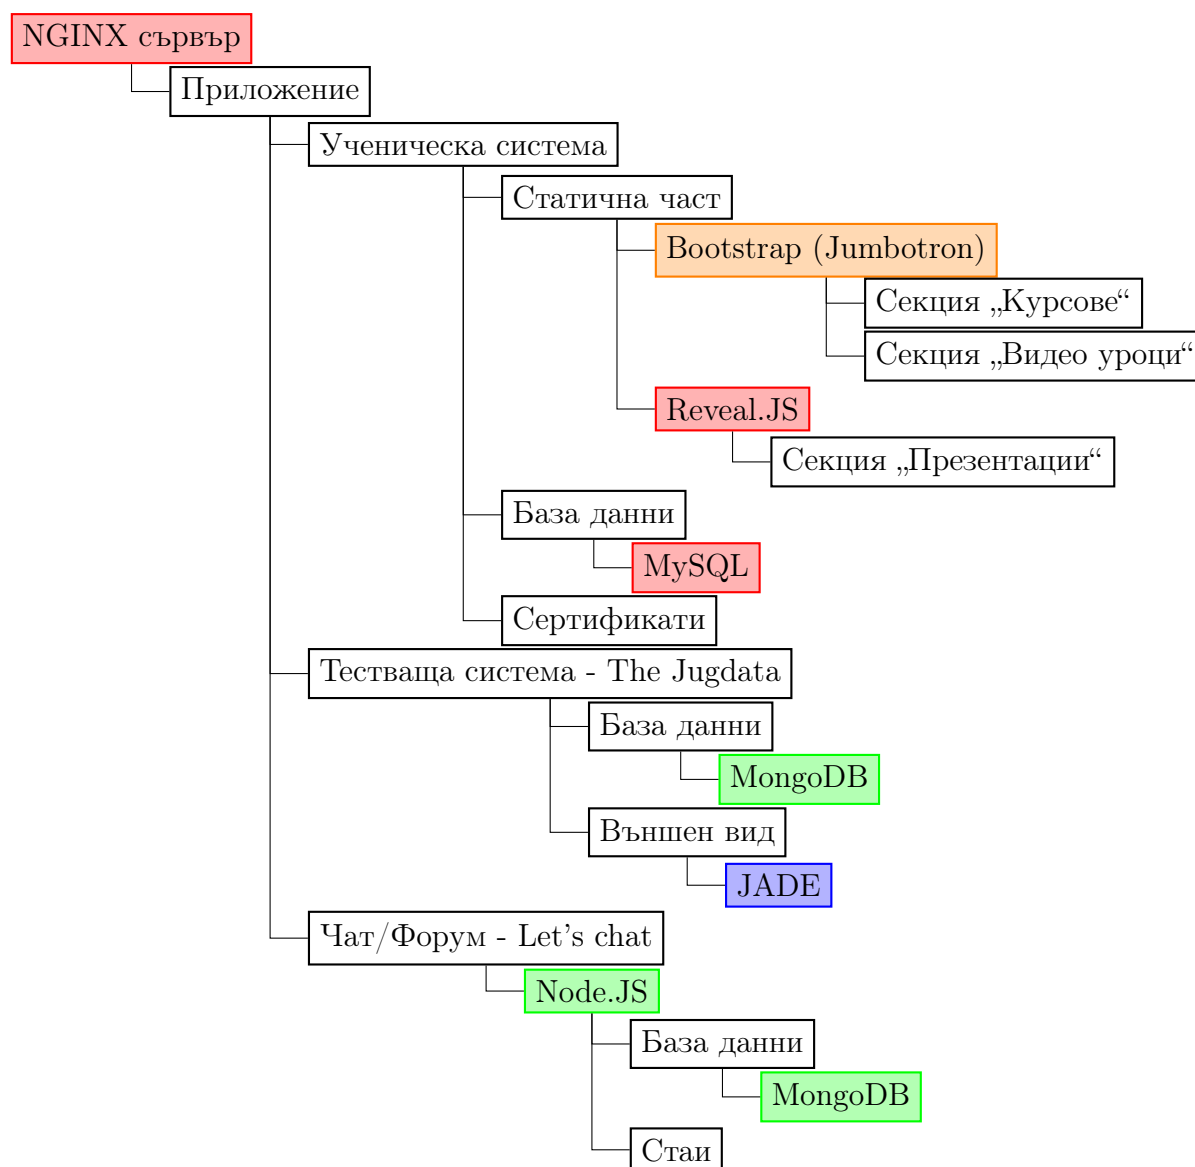 NGINX сървър
Приложение
Ученическа система
Статична част
Bootstrap (Jumbotron)
Секция „Курсове“
Секция „Видео уроци“
Reveal.JS
Секция „Презентации“
База данни
MySQL
Сертификати
Тестваща система - The Jugdata
База данни
MongoDB
Външен вид
JADE
Чат/Форум - Let's chat
Node.JS
База данни
MongoDB
Стаи